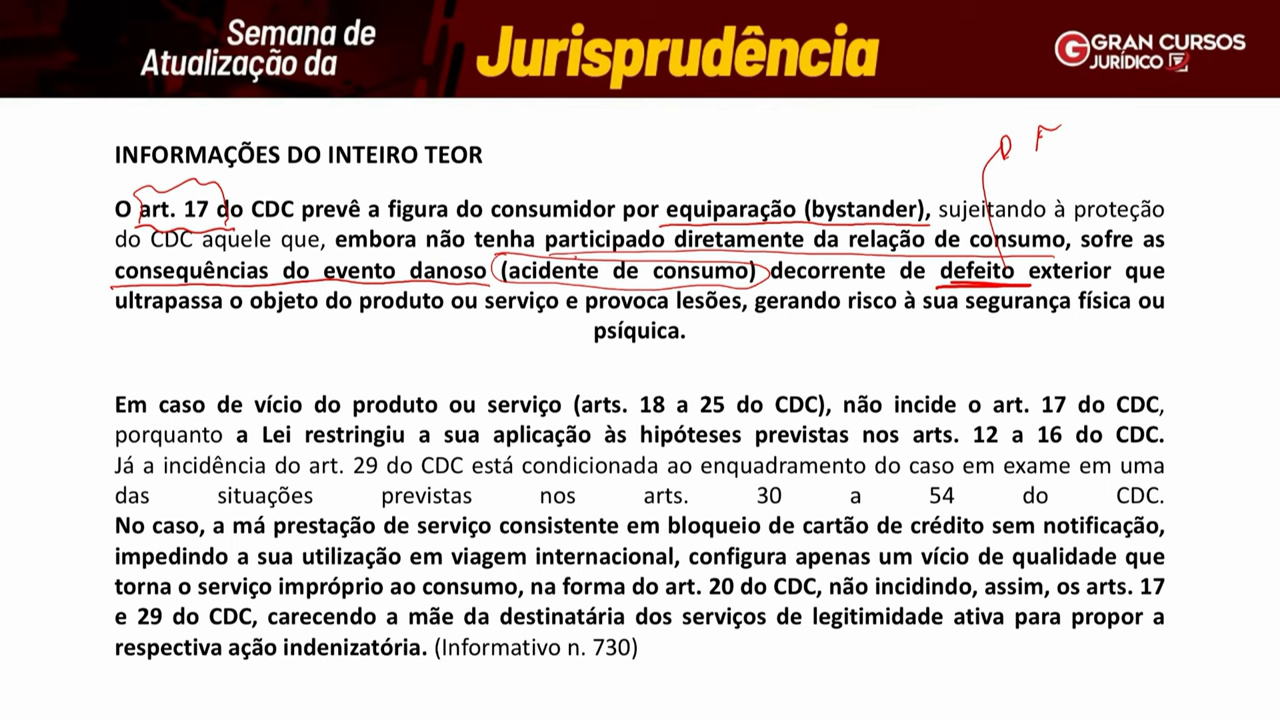 Semana de
Atualização da
Jurisprudência
GRAN CURSOS
JURÍDICO
INFORMAÇÕES DO INTEIRO TEOR
D F
O art. 17 do CDC prevê a figura do consumidor por equiparação (bystander), sujeitando à proteção
do CDC aquele que, embora não tenha participado diretamente da relação de consumo, sofre as
consequências do evento danoso (acidente de consumo) decorrente de defeito exterior que
ultrapassa o objeto do produto ou serviço e provoca lesões, gerando risco à sua segurança física ou
psíquica.
Em caso de vício do produto ou serviço (arts. 18 a 25 do CDC), não incide o art. 17 do CDC,
porquanto a Lei restringiu a sua aplicação às hipóteses previstas nos arts. 12 a 16 do CDC.
Já a incidência do art. 29 do CDC está condicionada ao enquadramento do caso em exame em uma
das situações previstas nos arts. 30 a 54 do CDC.
No caso, a má prestação de serviço consistente em bloqueio de cartão de crédito sem notificação,
impedindo a sua utilização em viagem internacional, configura apenas um vício de qualidade que
torna o serviço impróprio ao consumo, na forma do art. 20 do CDC, não incidindo, assim, os arts. 17
e 29 do CDC, carecendo a mãe da destinatária dos serviços de legitimidade ativa para propor a
respectiva ação indenizatória. (Informativo n. 730)